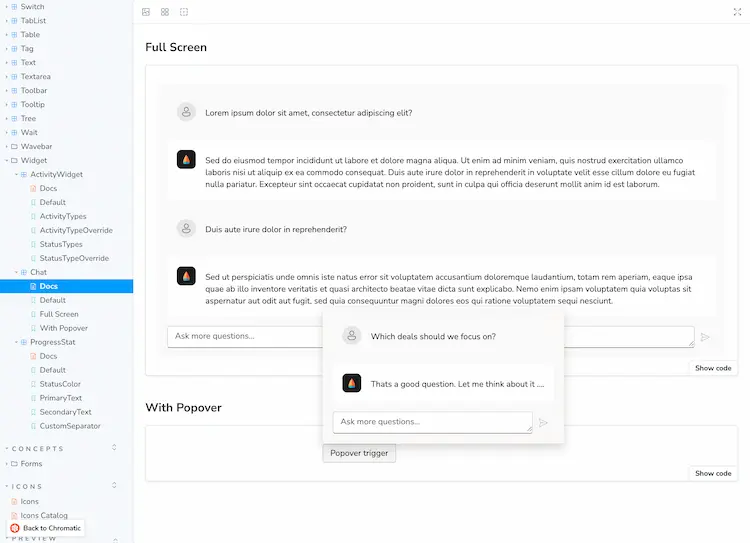 Switch
TabList
Table
Tag
Text
Textarea
Toolbar
Tooltip
Tree
Wait
Wavebar
Widget
ActivityWidget
Docs
Default
ActivityTypes
ActivityTypeOverride
StatusTypes
StatusTypeOverride
Chat
Docs
Default
Full Screen
With Popover
ProgressStat
Docs
Default
StatusColor
PrimaryText
SecondaryText
CustomSeparator
CONCEPTS
Forms
ICONS
Icons
Icons Catalog
Back to Chromatic
PREVIEW
Full Screen
Lorem ipsum dolor sit amet, consectetur adipiscing elit?
Sed do eiusmod tempor incididunt ut labore et dolore magna aliqua. Ut enim ad minim veniam, quis nostrud exercitation ullamco
laboris nisi ut aliquip ex ea commodo consequat. Duis aute irure dolor in reprehenderit in voluptate velit esse cillum dolore eu fugiat
nulla pariatur. Excepteur sint occaecat cupidatat non proident, sunt in culpa qui officia deserunt mollit anim id est laborum.
Duis aute irure dolor in reprehenderit?
Sed ut perspiciatis unde omnis iste natus error sit voluptatem accusantium doloremque laudantium, totam rem aperiam, eaque ipsa
quae ab illo inventore veritatis et quasi architecto beatae vitae dicta sunt explicabo. Nemo enim ipsam voluptatem quia voluptas sit
aspernatur aut odit aut fugit, sed quia consequuntur magni dolores eos qui ratione voluptatem sequi nesciunt.
Ask more questions...
Show code
Which deals should we focus on?
Thats a good question. Let me think about it ....
Ask more questions...
With Popover
Popover trigger
Show code